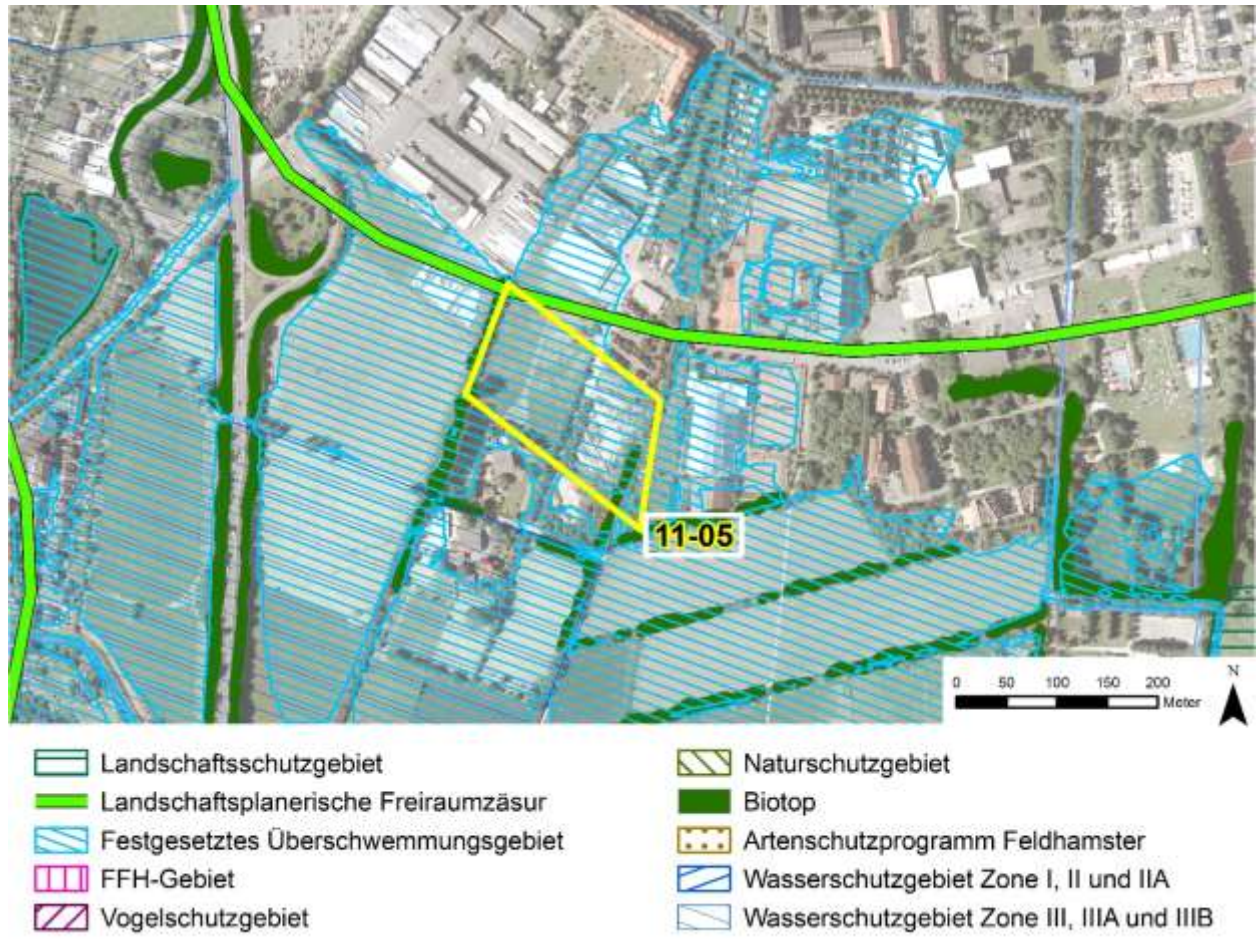 11-05
N
0 50 100 150 200
Meter
Landschaftsschutzgebiet
Landschaftsplanerische Freiraumzäsur
Festgesetztes Überschwemmungsgebiet
FFH-Gebiet
Vogelschutzgebiet
Naturschutzgebiet
Biotop
Artenschutzprogramm Feldhamster
Wasserschutzgebiet Zone I, II und IIA
Wasserschutzgebiet Zone III, IIIA und IIIB